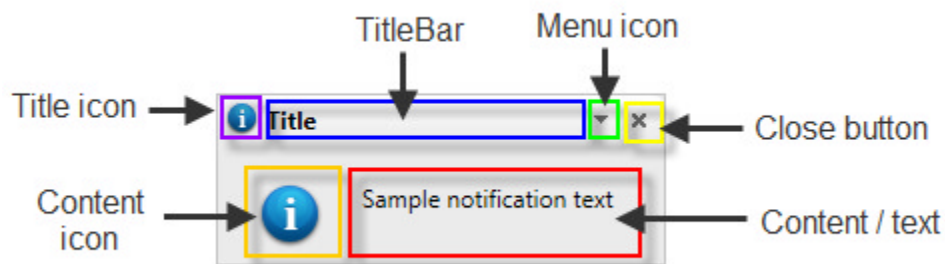 TitleBar
Menu icon
Title icon
i Title
Close button
Content
icon
i
Sample notification text
Content / text